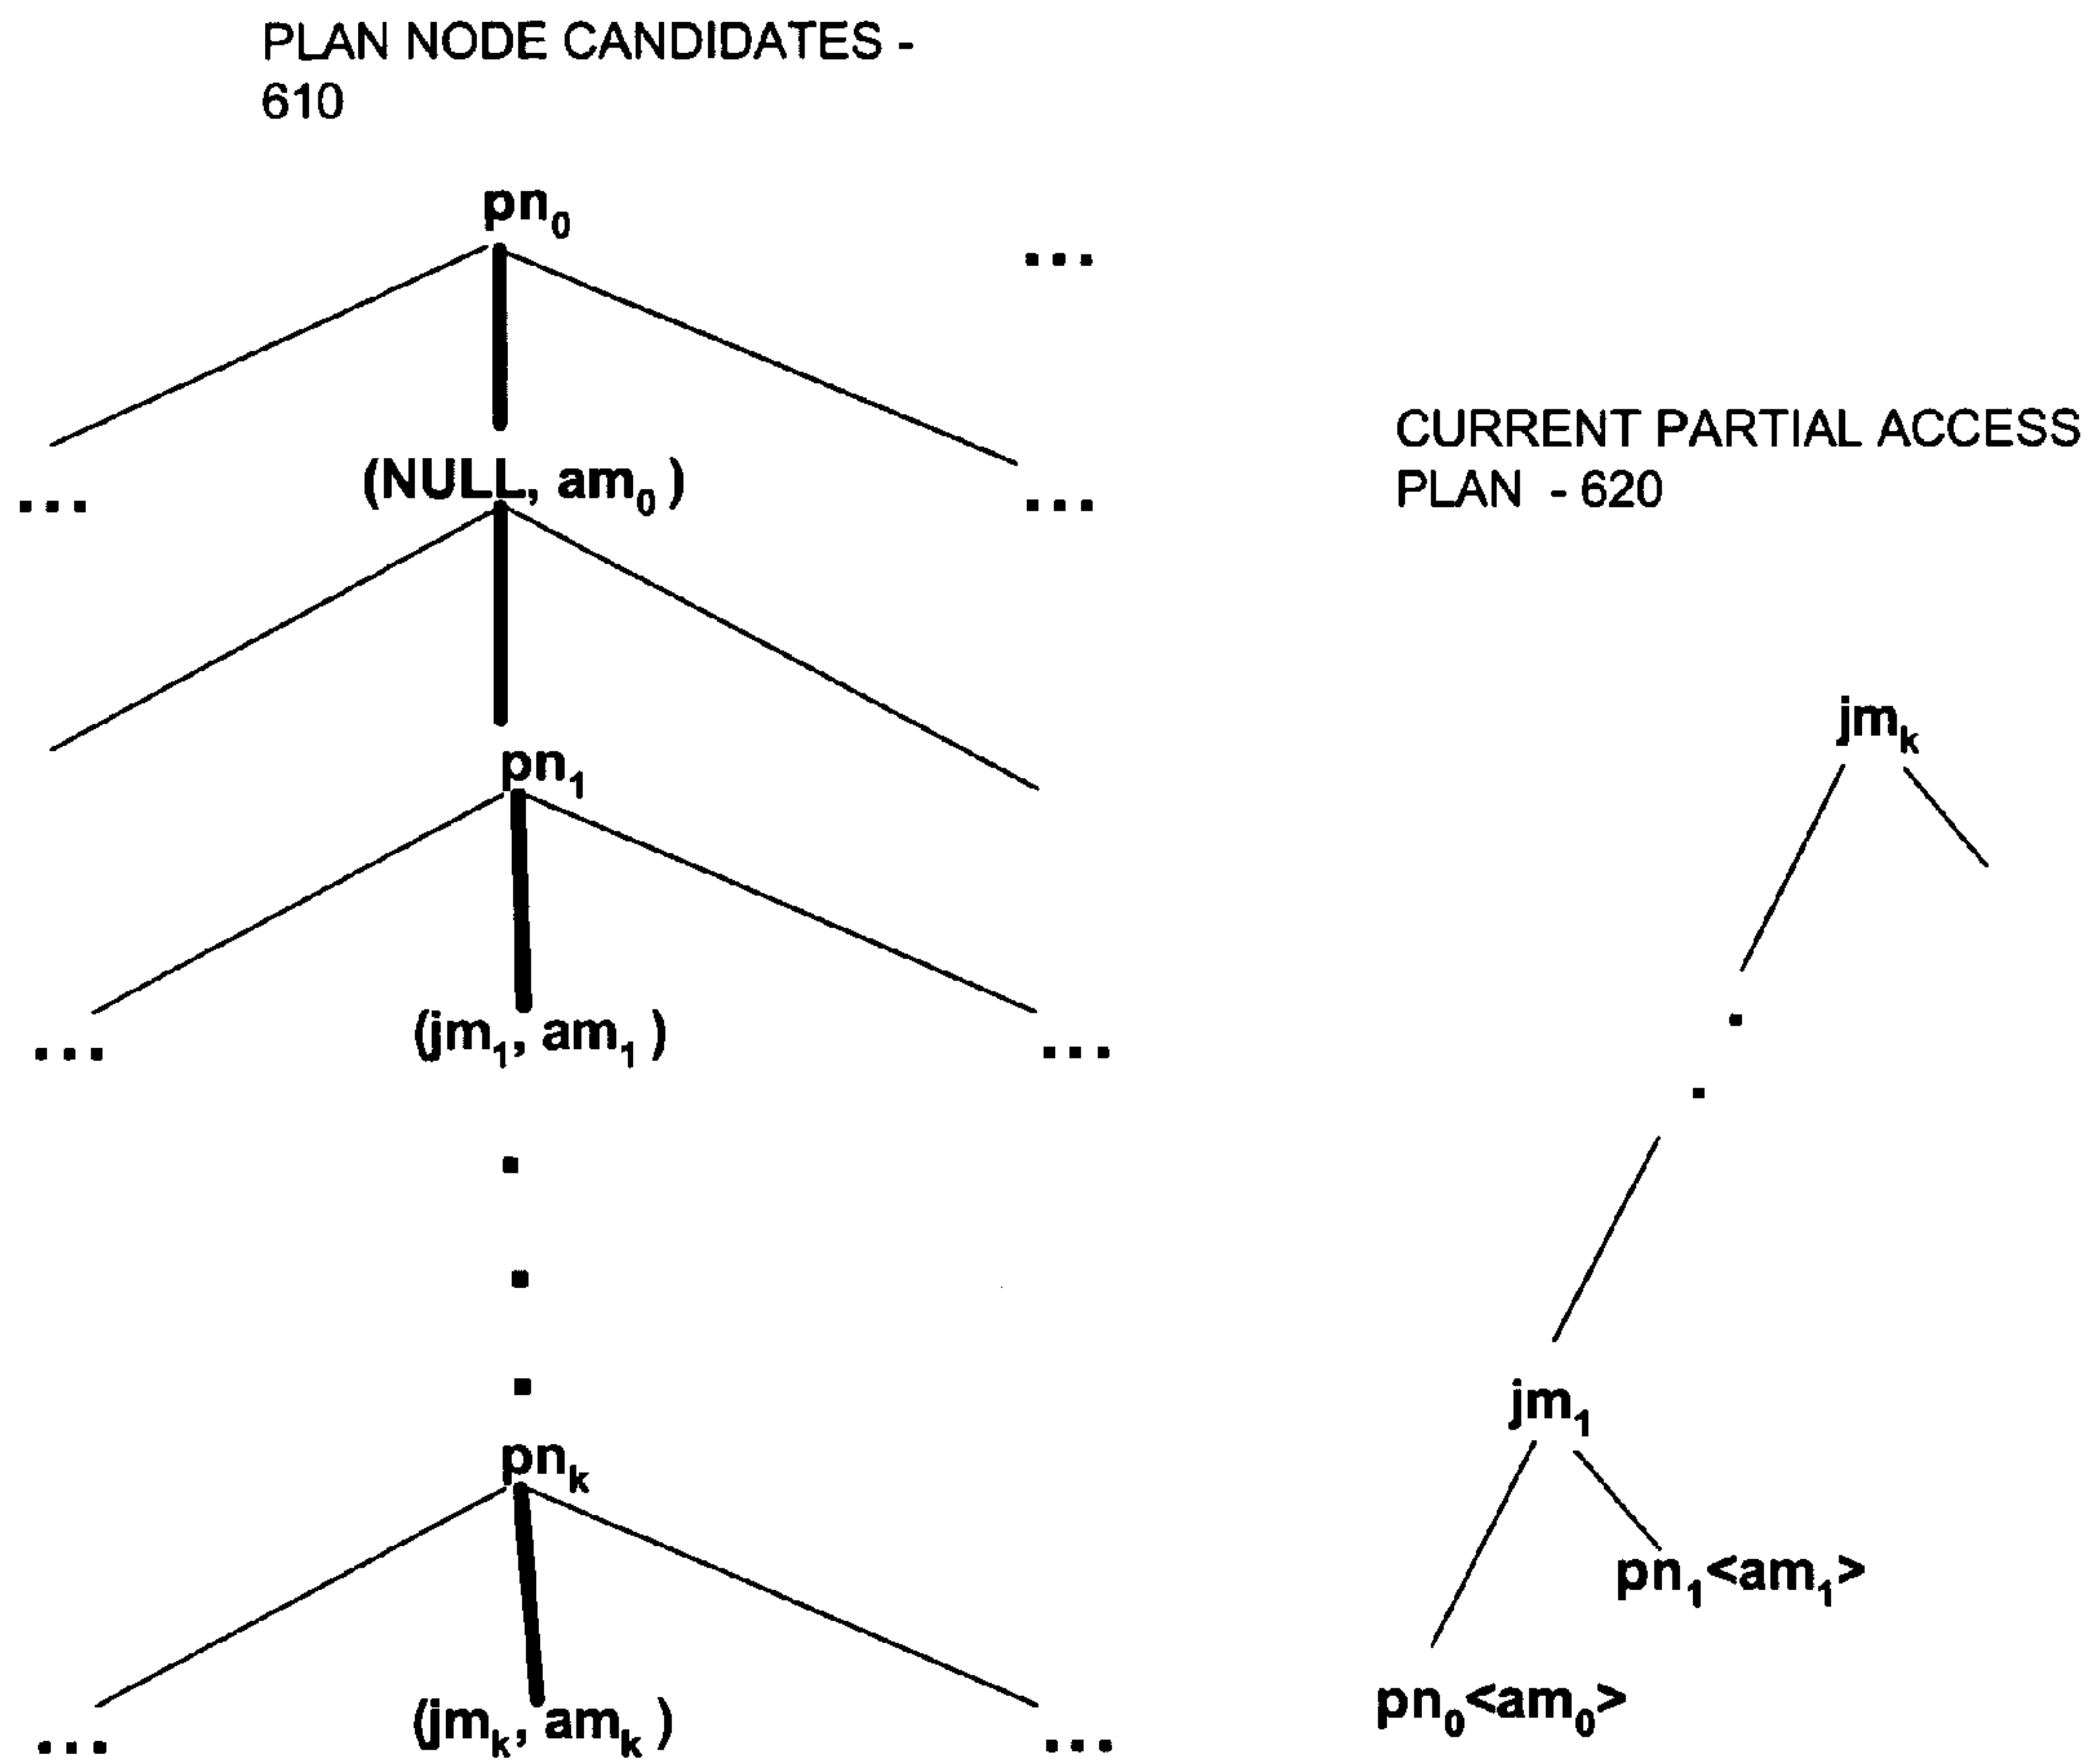 PLAN NODE CANDIDATES -
610
pn₀
...
(NULL, am₀ )
...
...
pn₁
(jm₁, am₁ )
...
...
pnₖ
(jmₖ, amₖ )
...
...
CURRENT PARTIAL ACCESS
PLAN - 620
jmₖ
jm₁
pn₁<am₁>
pn₀<am₀>